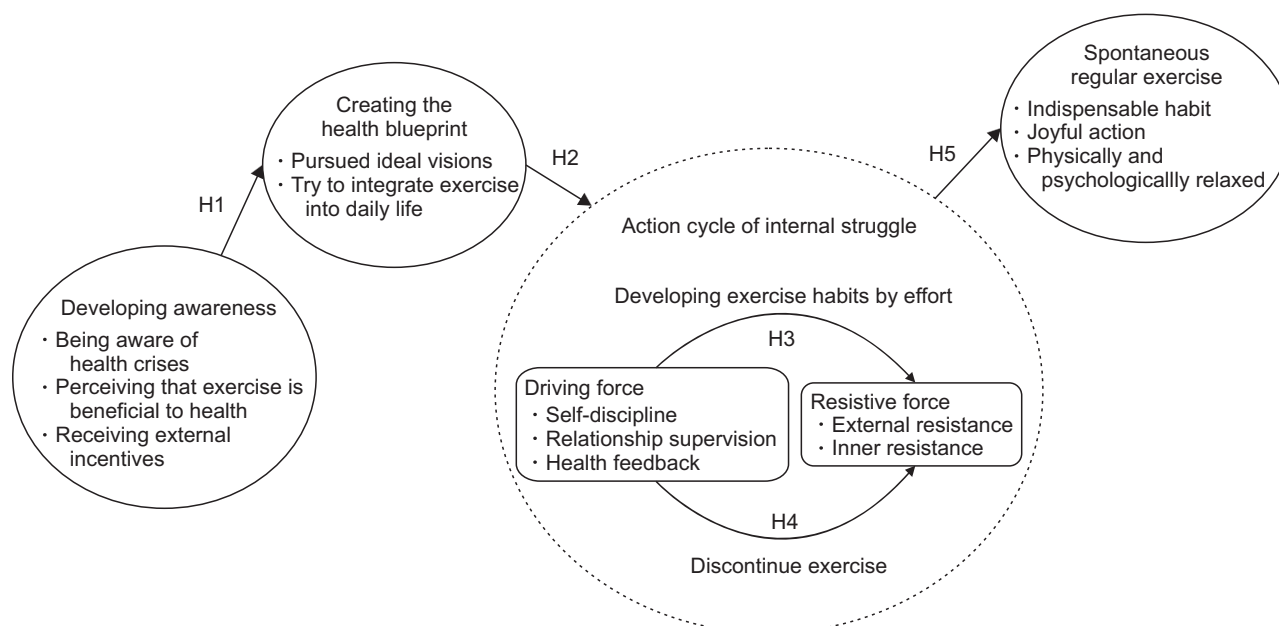 Developing awareness
・Being aware of
health crises
・Perceiving that exercise is
beneficial to health
・Receiving external
incentives
H1
Creating the
health blueprint
・Pursued ideal visions
・Try to integrate exercise
into daily life
H2
Action cycle of internal struggle
Developing exercise habits by effort
H3
Driving force
・Self-discipline
・Relationship supervision
・Health feedback
Resistive force
・External resistance
・Inner resistance
H4
Discontinue exercise
H5
Spontaneous
regular exercise
・Indispensable habit
・Joyful action
・Physically and
psychologicallly relaxed